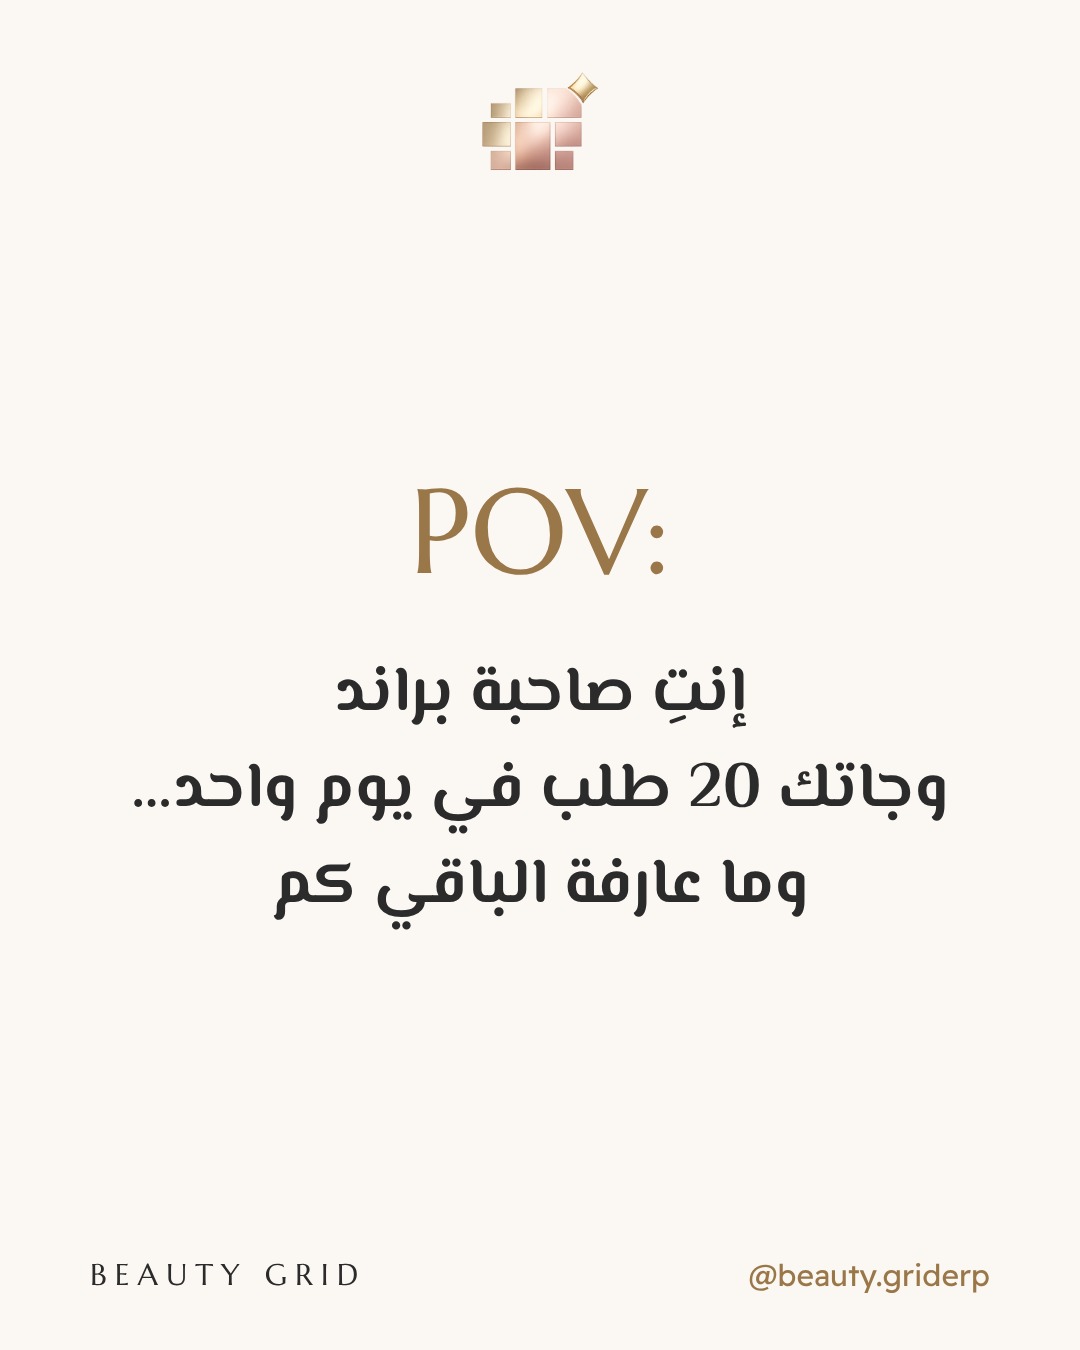 POV:
إنتِ صاحبة براند
وجاتك 20 طلب في يوم واحد...
وما عارفة الباقي كم
BEAUTY GRID
@beauty.griderp